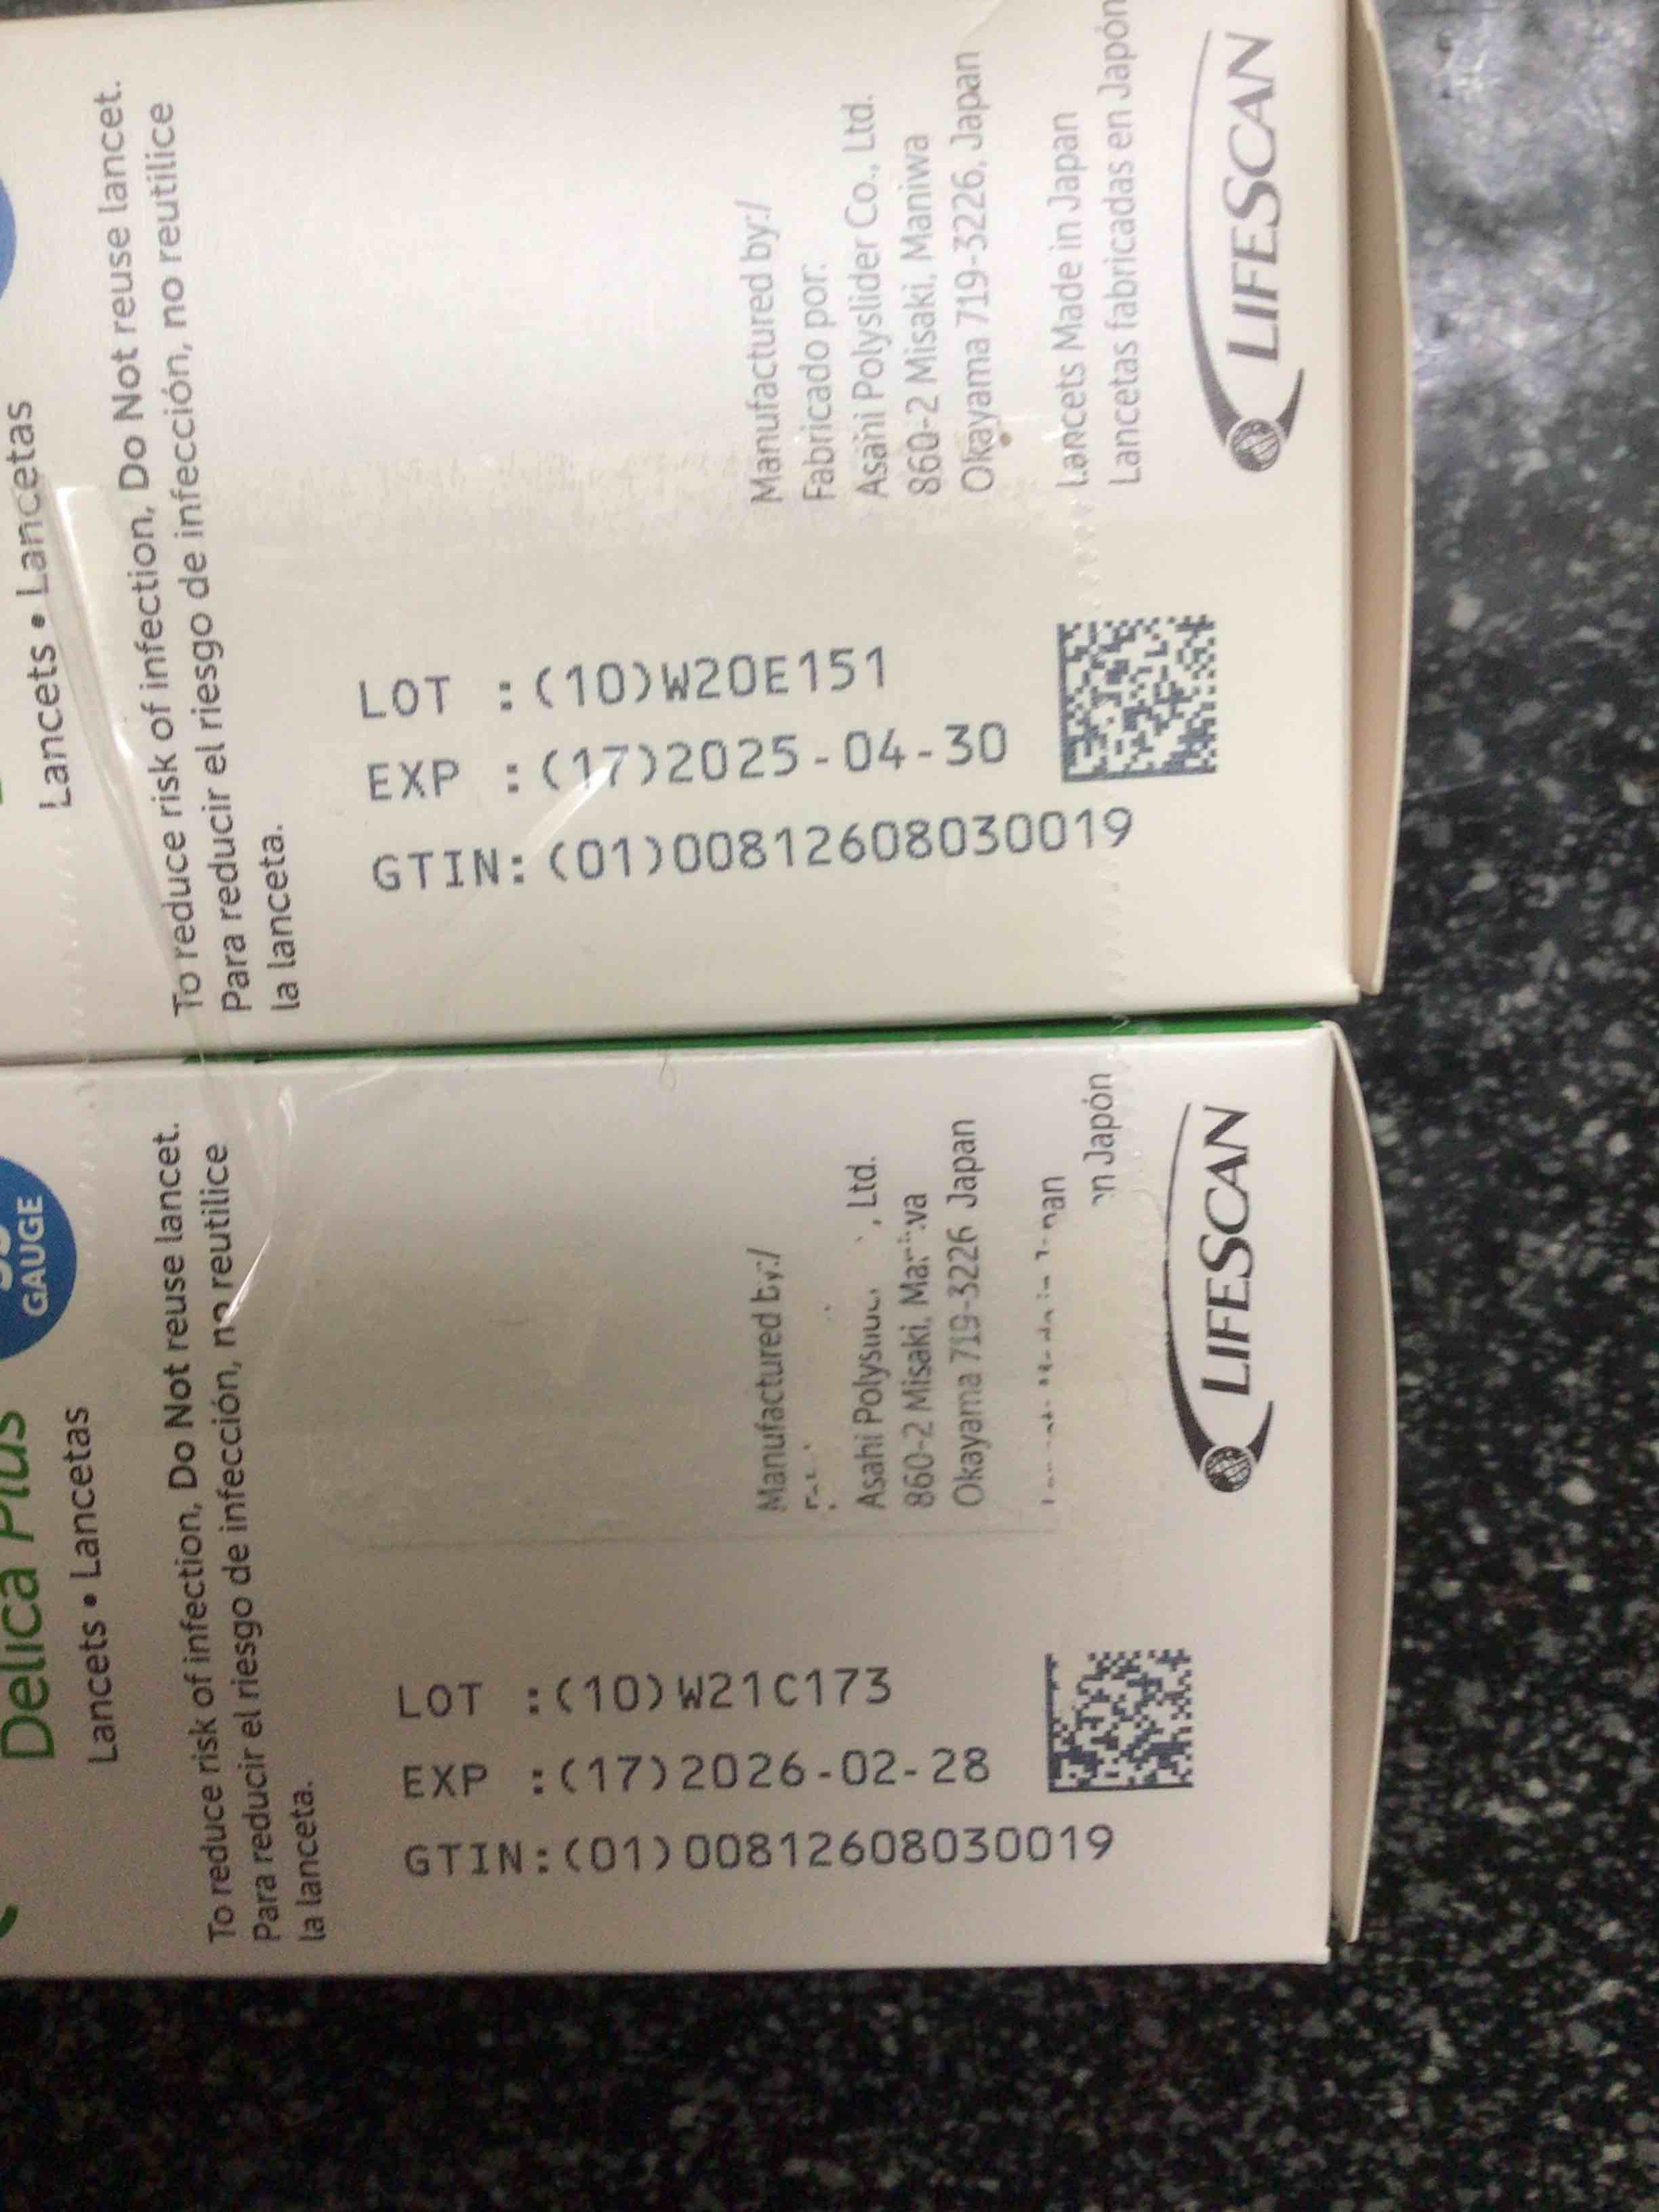 Lancets • Lancetas
To reduce risk of infection, Do Not reuse lancet.
Para reducir el riesgo de infección, no reutilice
la lanceta.
LOT :(10)W20E151
EXP :(17)2025-04-30
GTIN:(01)00812608030019
Manufactured by:/
Fabricado por:
Asahi Polyslider Co., Ltd.
860-2 Misaki, Maniwa
Okayama 719-3226, Japan
Lancets Made in Japan
Lancetas fabricadas en Japón
LIFESCAN
Delica Plus
GAUGE
Lancets • Lancetas
To reduce risk of infection, Do Not reuse lancet.
Para reducir el riesgo de infección, no reutilice
la lanceta.
LOT :(10)W21C173
EXP :(17)2026-02-28
GTIN:(01)00812608030019
Manufactured by:/
Asahi , Ltd.
860-2 Misaki, Maniwa
Okayama 719-3226 Japan
en Japón
LIFESCAN